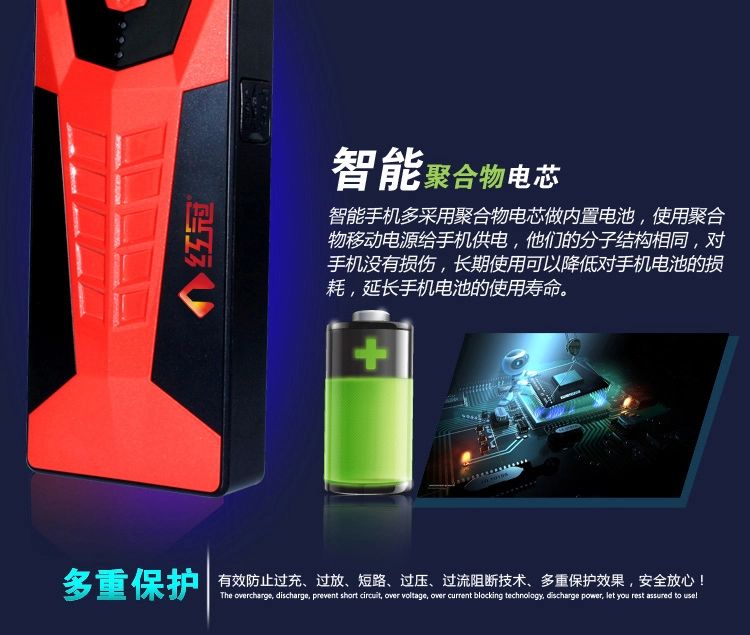 智能聚合物电芯
智能手机多采用聚合物电芯做内置电池，使用聚合
物移动电源给手机供电，他们的分子结构相同，对
手机没有损伤，长期使用可以降低对手机电池的损
耗，延长手机电池的使用寿命。
红冠®
多重保护
有效防止过充、过放、短路、过压、过流阻断技术、多重保护效果，安全放心！
The overcharge, discharge, prevent short circuit, over voltage, over current blocking technology, discharge power, let you rest assured to use!